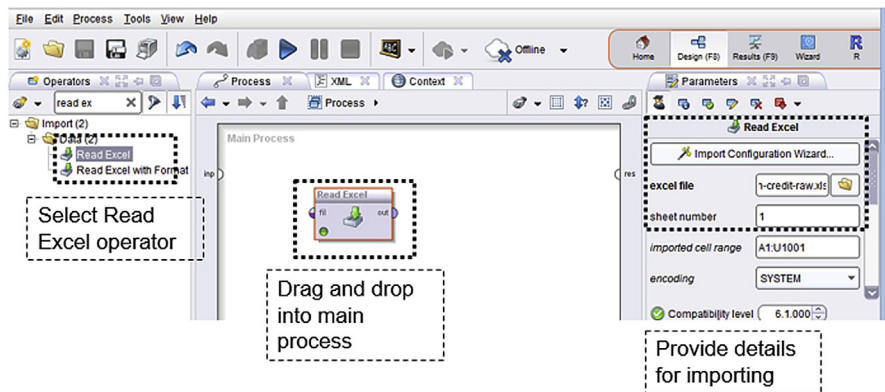 File Edit Process Tools View Help
Offline
Home Design (F8) Results (F9) Wizard R
Operators Process XML Context Parameters
read ex Process
Import (2)
Data (2)
Read Excel
Read Excel with Format
Select Read
Excel operator
Main Process
inp
res
Read Excel
fil out
Drag and drop
into main
process
Read Excel
Import Configuration Wizard...
excel file n-credit-raw.xls
sheet number 1
imported cell range A1:U1001
encoding SYSTEM
Compatibility level 6.1.000
Provide details
for importing